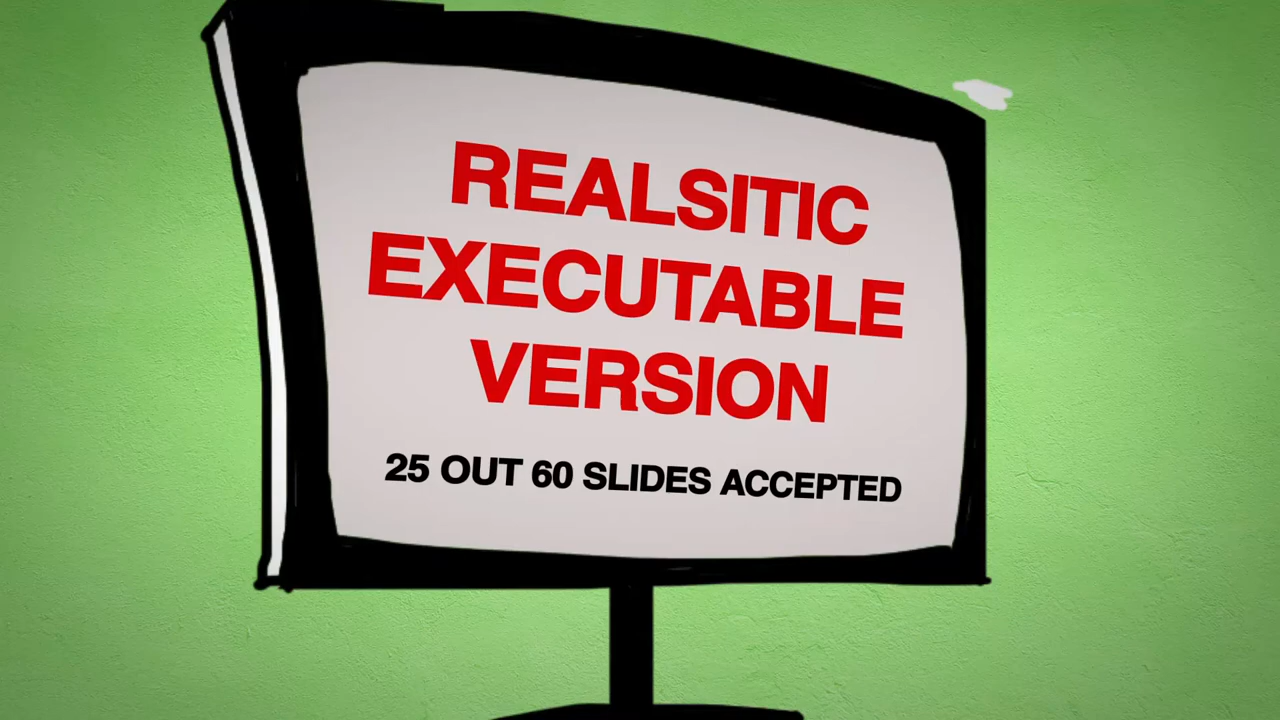 REALSITIC
EXECUTABLE
VERSION
25 OUT 60 SLIDES ACCEPTED